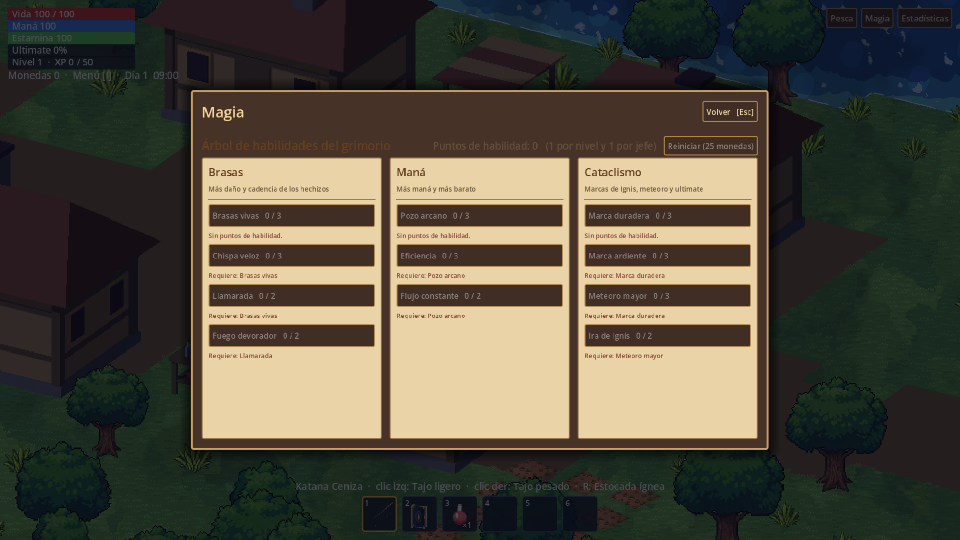 Vida 100 / 100
Maná 100
Estamina 100
Ultimate 0%
Nivel 1 · XP 0 / 50
Monedas 0 · Menú [I] · Día 1 09:00
Pesca
Magia
Estadísticas
Magia
Volver [Esc]
Árbol de habilidades del grimorio
Puntos de habilidad: 0 (1 por nivel y 1 por jefe)
Reiniciar (25 monedas)
Brasas
Más daño y cadencia de los hechizos
Brasas vivas 0 / 3
Sin puntos de habilidad.
Chispa veloz 0 / 3
Requiere: Brasas vivas
Llamarada 0 / 2
Requiere: Brasas vivas
Fuego devorador 0 / 2
Requiere: Llamarada
Maná
Más maná y más barato
Pozo arcano 0 / 3
Sin puntos de habilidad.
Eficiencia 0 / 3
Requiere: Pozo arcano
Flujo constante 0 / 2
Requiere: Pozo arcano
Cataclismo
Marcas de Ignis, meteoro y ultimate
Marca duradera 0 / 3
Sin puntos de habilidad.
Marca ardiente 0 / 3
Requiere: Marca duradera
Meteoro mayor 0 / 3
Requiere: Marca duradera
Ira de Ignis 0 / 2
Requiere: Meteoro mayor
Katana Ceniza · clic izq: Tajo ligero · clic der: Tajo pesado · R: Estocada ígnea
1
2
3
x1
4
5
6